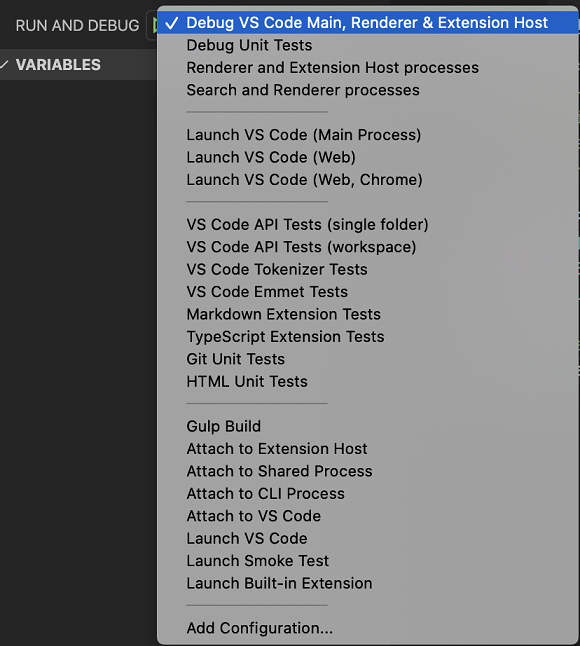 RUN AND DEBUG
VARIABLES
Debug VS Code Main, Renderer & Extension Host
Debug Unit Tests
Renderer and Extension Host processes
Search and Renderer processes
Launch VS Code (Main Process)
Launch VS Code (Web)
Launch VS Code (Web, Chrome)
VS Code API Tests (single folder)
VS Code API Tests (workspace)
VS Code Tokenizer Tests
VS Code Emmet Tests
Markdown Extension Tests
TypeScript Extension Tests
Git Unit Tests
HTML Unit Tests
Gulp Build
Attach to Extension Host
Attach to Shared Process
Attach to CLI Process
Attach to VS Code
Launch VS Code
Launch Smoke Test
Launch Built-in Extension
Add Configuration...